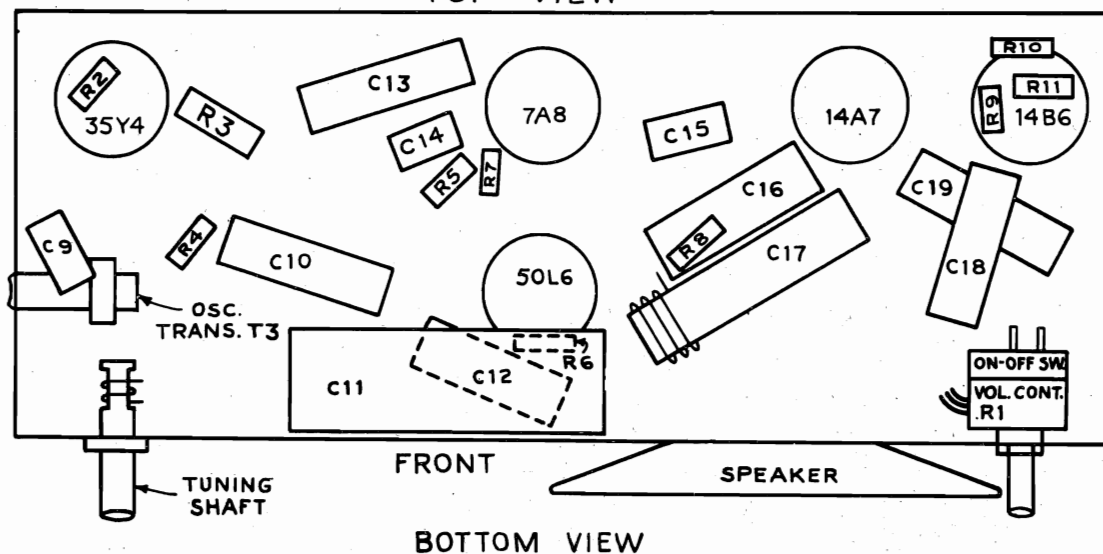 TOP VIEW
R10
R2
35Y4
R3
C13
C14
R5
R7
7A8
C15
14A7
R9
R11
14B6
C9
R4
C10
50L6
C16
R8
C17
C19
C18
OSC.
TRANS. T3
C11
C12
R6
ON-OFF SW.
VOL. CONT.
.R1
FRONT
SPEAKER
TUNING
SHAFT
BOTTOM VIEW